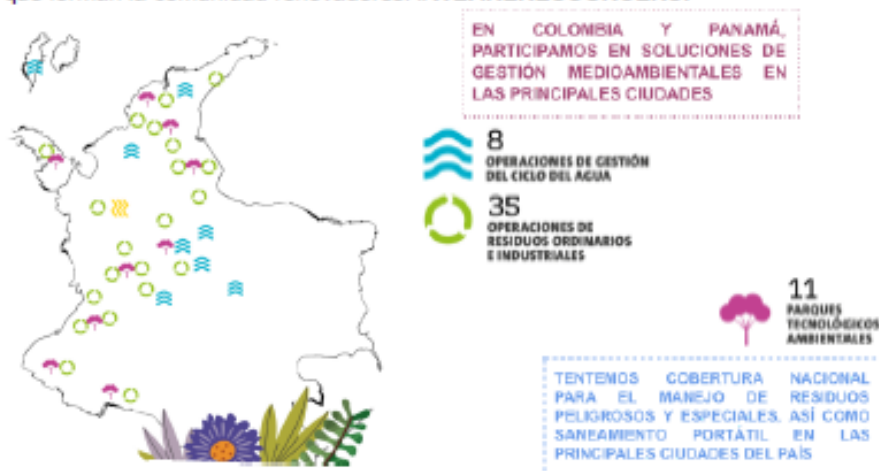 EN COLOMBIA Y PANAMÁ,
PARTICIPAMOS EN SOLUCIONES DE
GESTIÓN MEDIOAMBIENTALES EN
LAS PRINCIPALES CIUDADES
8
OPERACIONES DE GESTIÓN
DEL CICLO DEL AGUA
35
OPERACIONES DE
RESIDUOS ORDINARIOS
E INDUSTRIALES
11
PARQUES
TECNOLÓGICOS
AMBIENTALES
TENTEMOS COBERTURA NACIONAL
PARA EL MANEJO DE RESIDUOS
PELIGROSOS Y ESPECIALES, ASÍ COMO
SANEAMIENTO PORTÁTIL EN LAS
PRINCIPALES CIUDADES DEL PAÍS